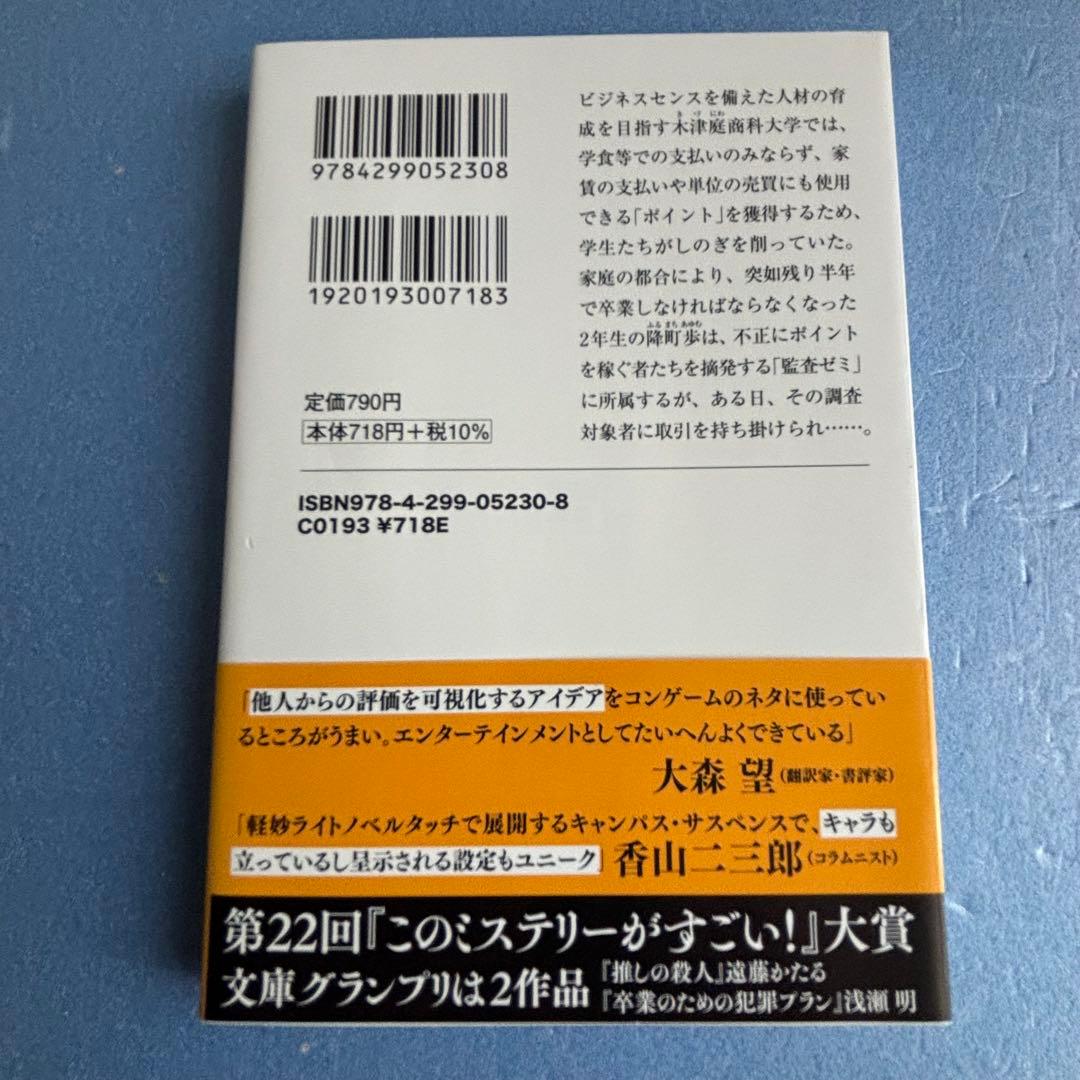 9784299052308
1920193007183
定価790円
本体718円+税10%
ISBN978-4-299-05230-8
C0193 ¥718E
ビジネスセンスを備えた人材の育
成を目指す木津庭商科大学では、
きづにわ
学食等での支払いのみならず、家
賃の支払いや単位の売買にも使用
できる「ポイント」を獲得するため、
学生たちがしのぎを削っていた。
家庭の都合により、突如残り半年
で卒業しなければならなくなった
ふるまちあゆむ
2年生の降町歩は、不正にポイント
を稼ぐ者たちを摘発する「監査ゼミ」
に所属するが、ある日、その調査
対象者に取引を持ち掛けられ……。
「他人からの評価を可視化するアイデアをコンゲームのネタに使ってい
るところがうまい。エンターテインメントとしてたいへんよくできている」
大森 望(翻訳家・書評家)
「軽妙ライトノベルタッチで展開するキャンパス・サスペンスで、キャラも
立っているし呈示される設定もユニーク」香山二三郎(コラムニスト)
第22回『このミステリーがすごい!』大賞
文庫グランプリは2作品
『推しの殺人』遠藤かたる
『卒業のための犯罪プラン』浅瀬 明